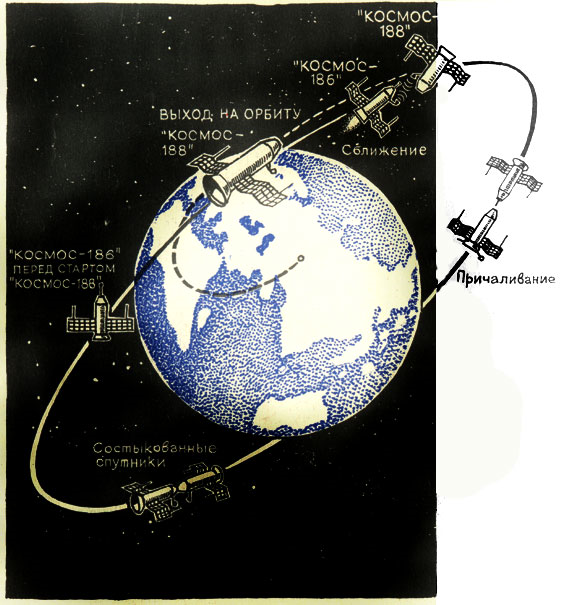 "КОСМОС-
188"
"КОСМОС-
186"
Сближение
ВЫХОД НА ОРБИТУ
"КОСМОС-
188"
"КОСМОС-186"
ПЕРЕД СТАРТОМ
"КОСМОС-188"
Причаливание
Состыкованные
спутники